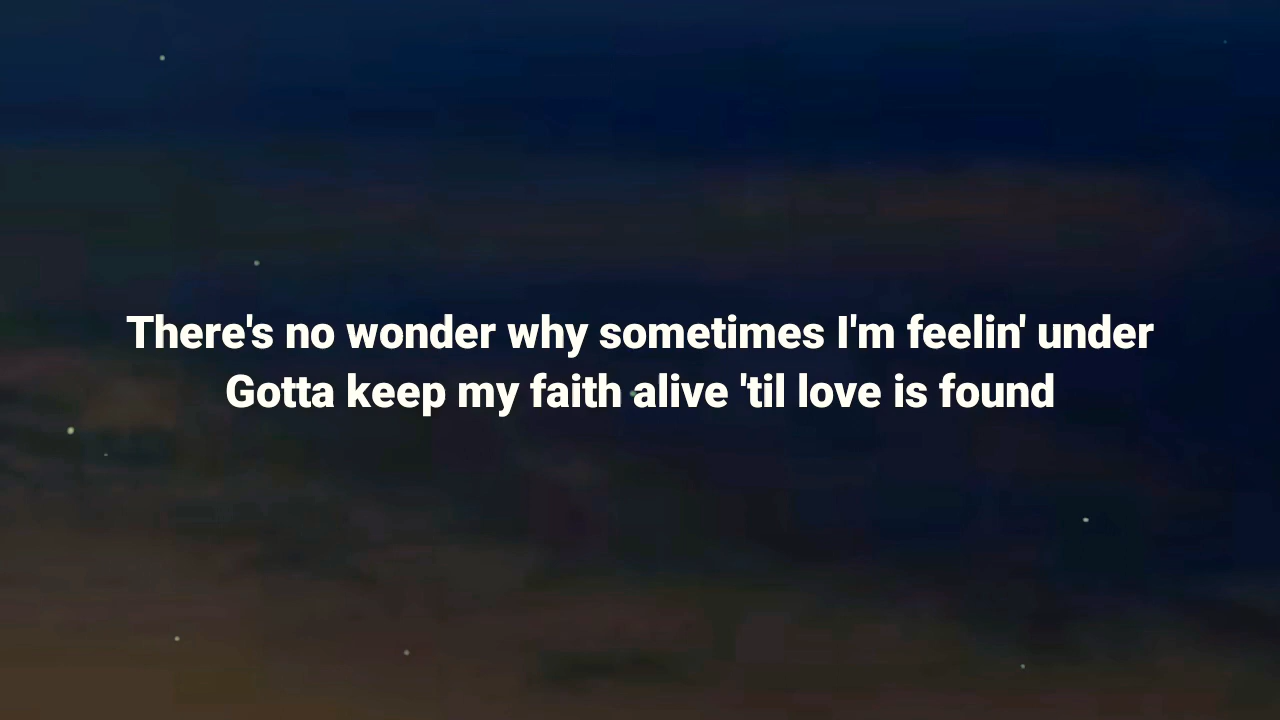 There's no wonder why sometimes I'm feelin' under
Gotta keep my faith alive 'til love is found